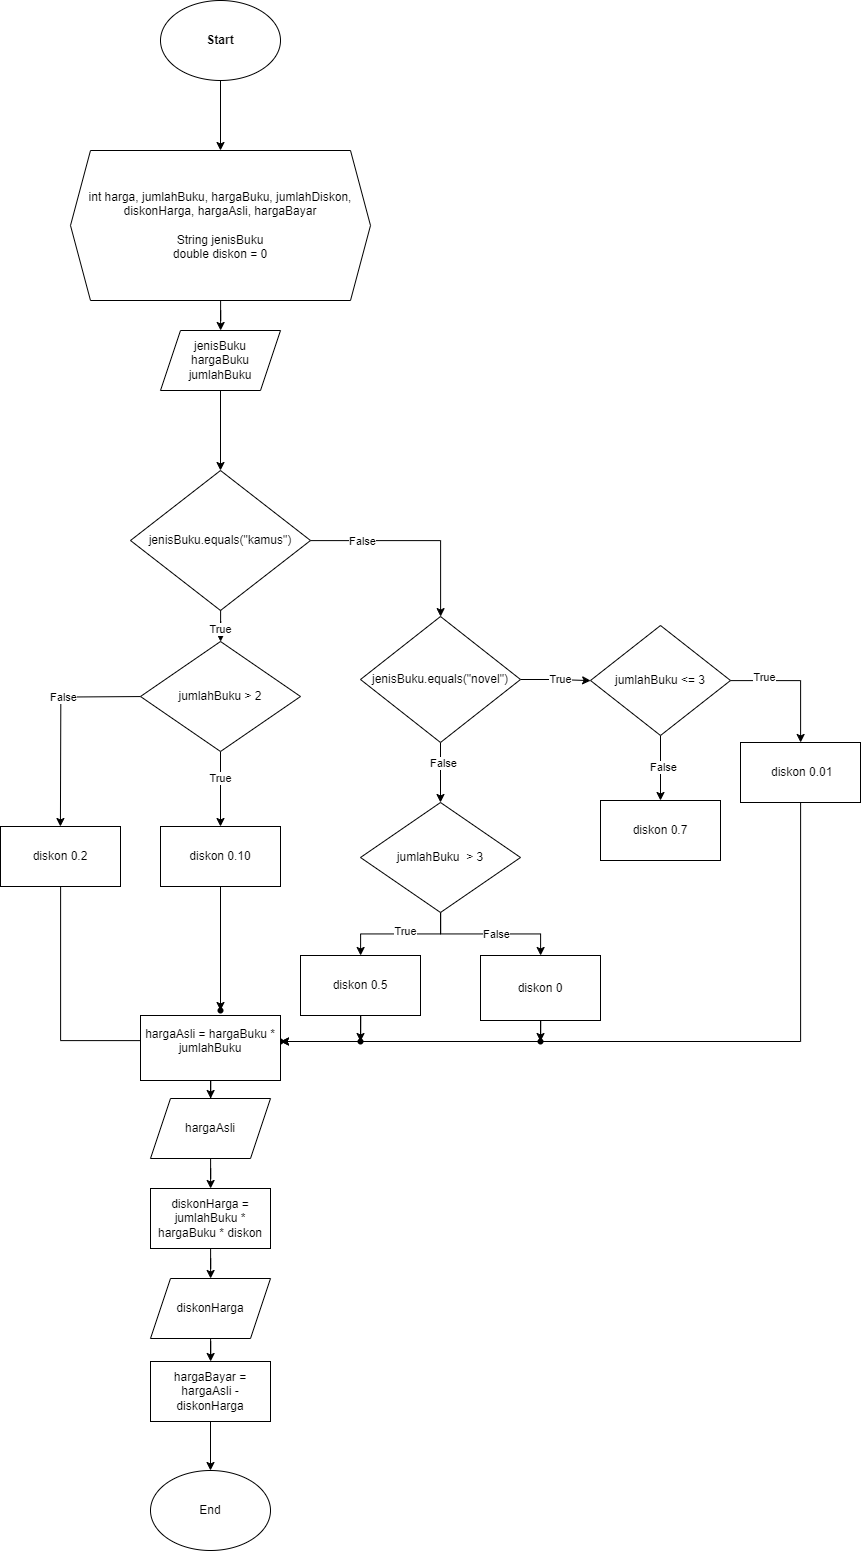 Start
int harga, jumlahBuku, hargaBuku, jumlahDiskon,
diskonHarga, hargaAsli, hargaBayar
String jenisBuku
double diskon = 0
jenisBuku
hargaBuku
jumlahBuku
jenisBuku.equals("kamus")
False
True
jumlahBuku > 2
False
True
jenisBuku.equals("novel")
True
False
jumlahBuku <= 3
True
False
diskon 0.01
diskon 0.7
diskon 0.2
diskon 0.10
jumlahBuku > 3
True
False
diskon 0.5
diskon 0
hargaAsli = hargaBuku *
jumlahBuku
hargaAsli
diskonHarga =
jumlahBuku *
hargaBuku * diskon
diskonHarga
hargaBayar =
hargaAsli -
diskonHarga
End